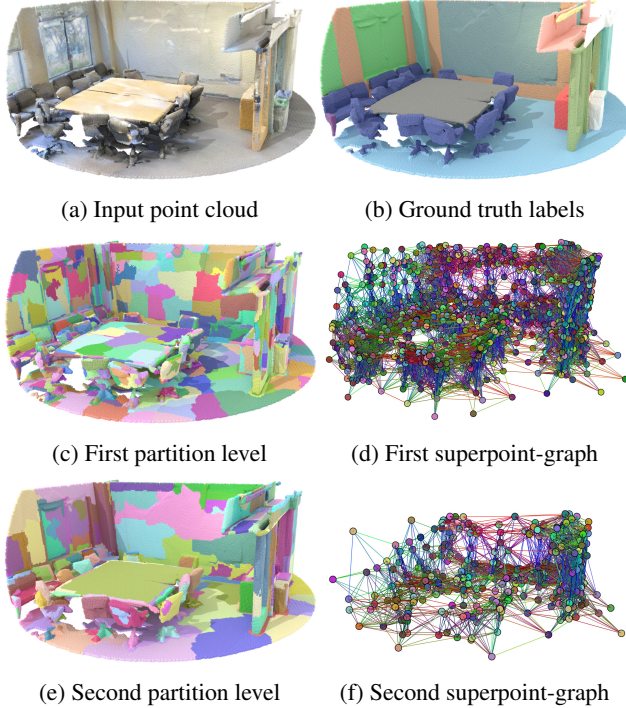 (a) Input point cloud
(b) Ground truth labels
(c) First partition level
(d) First superpoint-graph
(e) Second partition level
(f) Second superpoint-graph